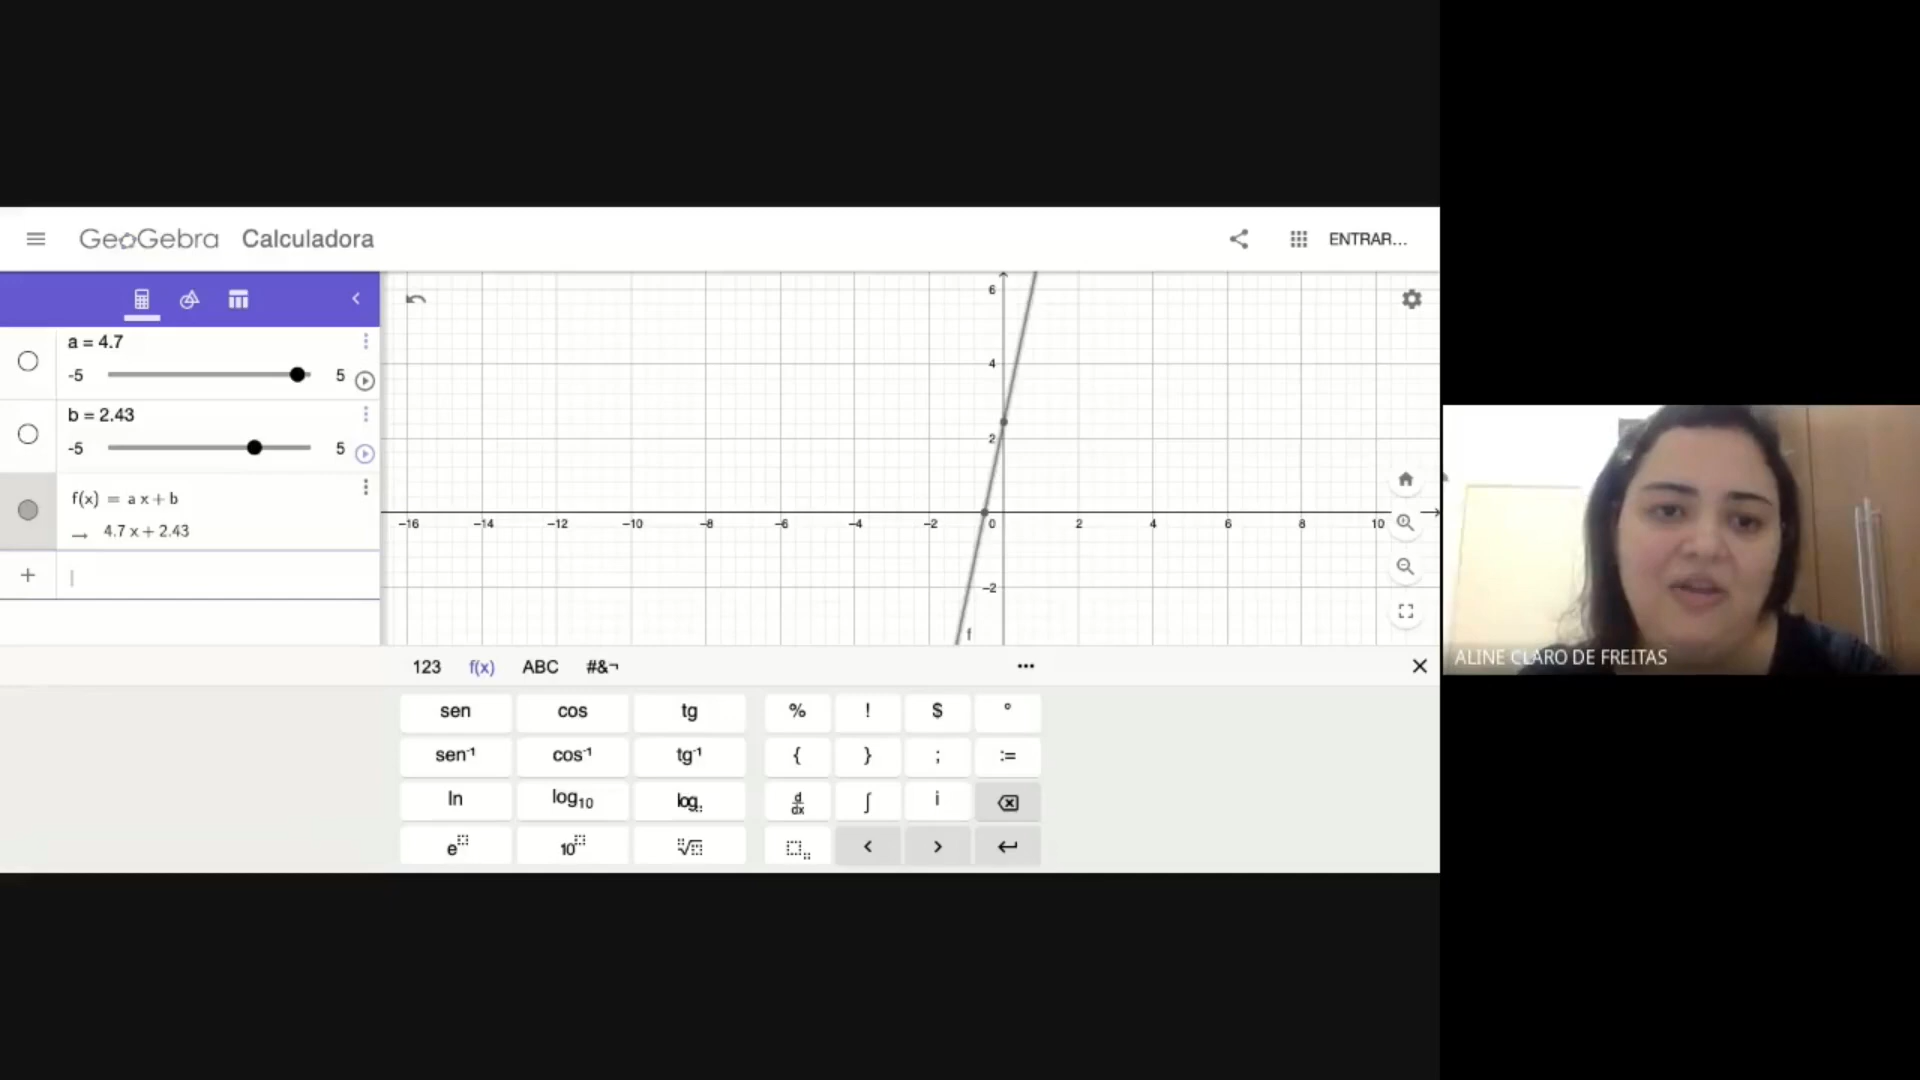 GeoGebra Calculadora
ENTRAR...
a = 4.7
-5 5
b = 2.43
-5 5
f(x) = a x + b
→ 4.7 x + 2.43
+
6
4
2
−16 −14 −12 −10 −8 −6 −4 −2 0 2 4 6 8 10
−2
f
123 f(x) ABC #&¬ ...
sen cos tg % ! $ °
sen⁻¹ cos⁻¹ tg⁻¹ { } ; :=
ln log₁₀ log d/dx ∫ i
e 10 √ < >
ALINE CLARO DE FREITAS